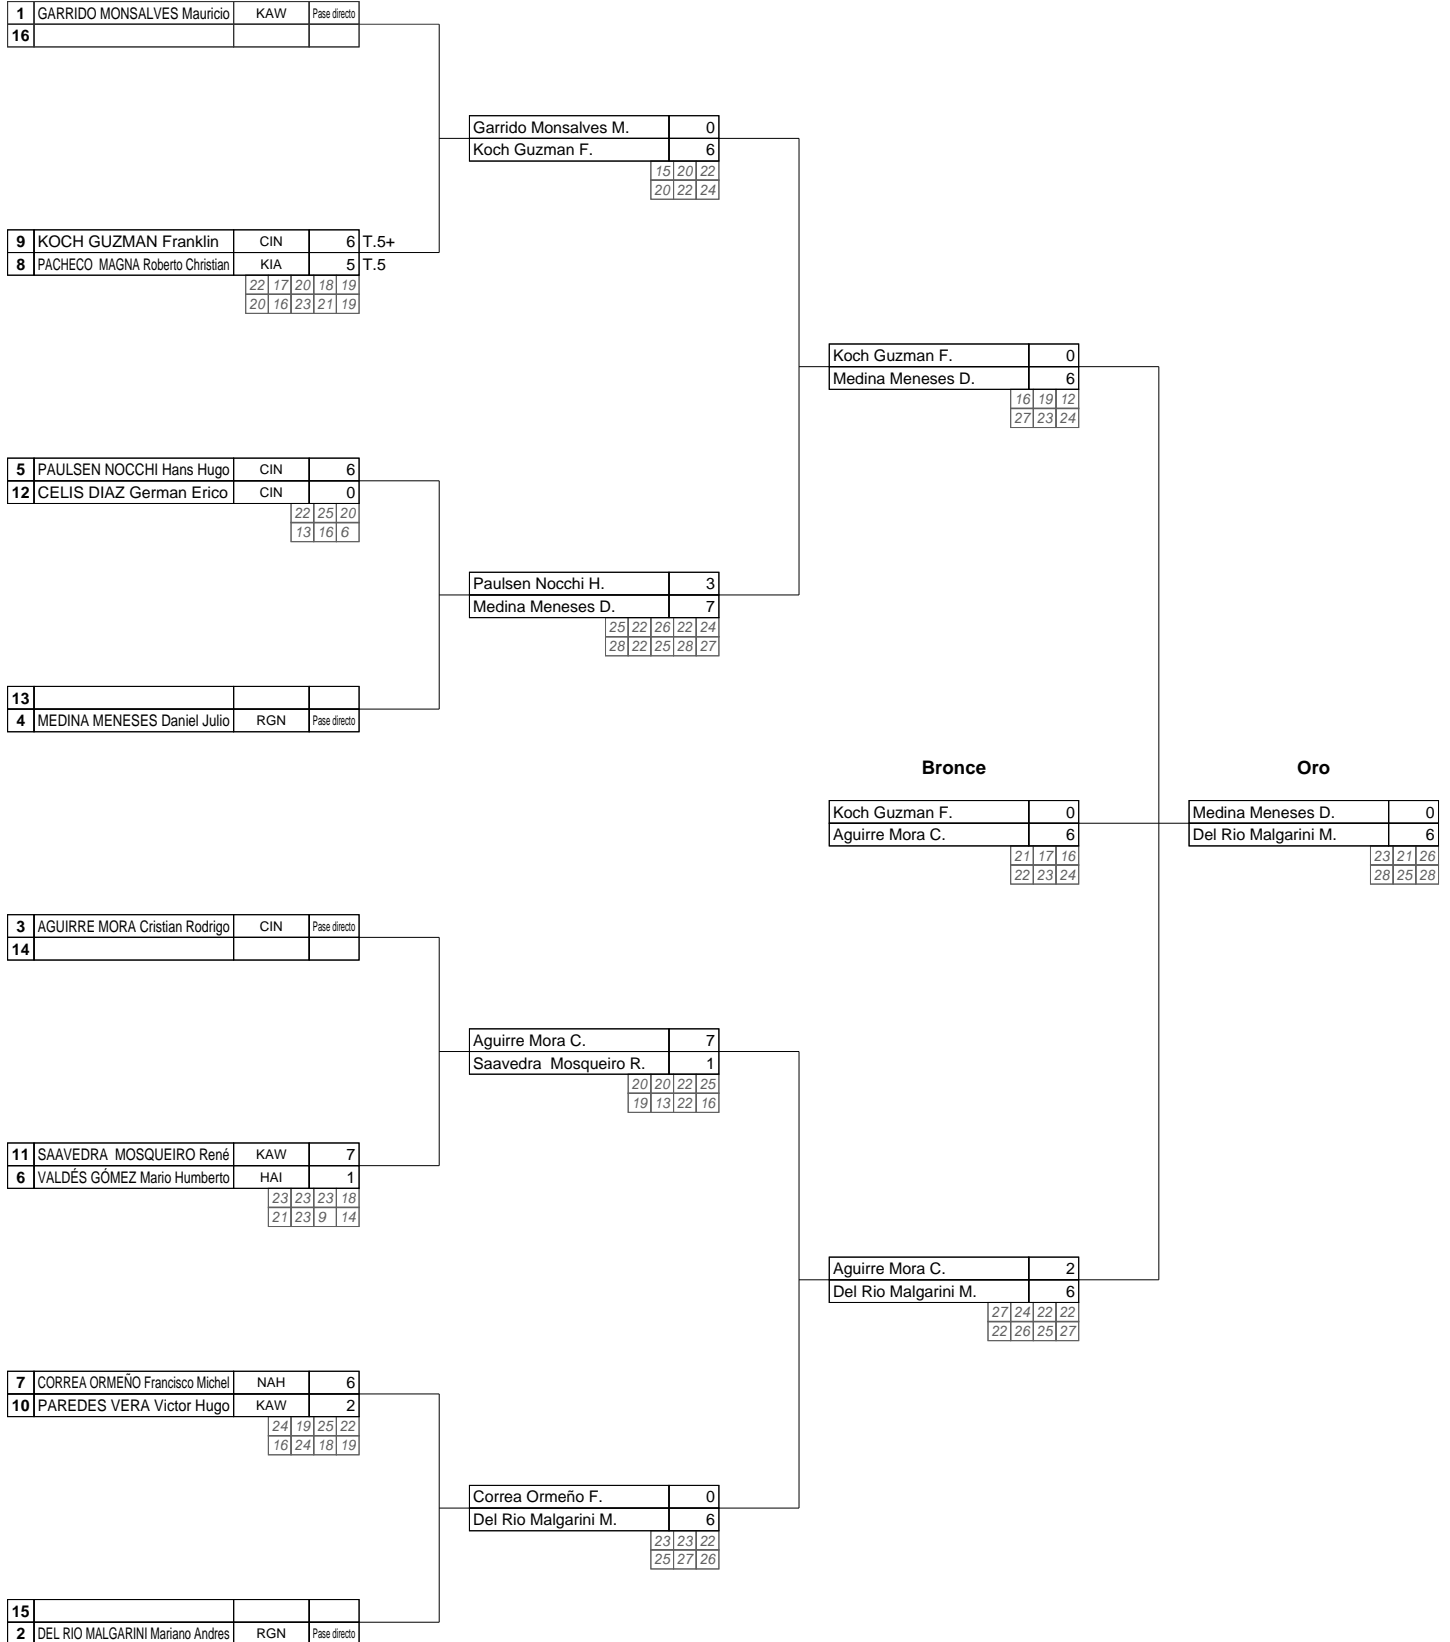 1 GARRIDO MONSALVES Mauricio KAW Pase directo
16
Garrido Monsalves M. 0
Koch Guzman F. 6
15 20 22
20 22 24
9 KOCH GUZMAN Franklin CIN 6 T.5+
8 PACHECO MAGNA Roberto Christian KIA 5 T.5
22 17 20 18 19
20 16 23 21 19
Koch Guzman F. 0
Medina Meneses D. 6
16 19 12
27 23 24
5 PAULSEN NOCCHI Hans Hugo CIN 6
12 CELIS DIAZ German Erico CIN 0
22 25 20
13 16 6
Paulsen Nocchi H. 3
Medina Meneses D. 7
25 22 26 22 24
28 22 25 28 27
13
4 MEDINA MENESES Daniel Julio RGN Pase directo
Bronce Oro
Koch Guzman F. 0 Medina Meneses D. 0
Aguirre Mora C. 6 Del Rio Malgarini M. 6
21 17 16 23 21 26
22 23 24 28 25 28
3 AGUIRRE MORA Cristian Rodrigo CIN Pase directo
14
Aguirre Mora C. 7
Saavedra Mosqueiro R. 1
20 20 22 25
19 13 22 16
11 SAAVEDRA MOSQUEIRO René KAW 7
6 VALDÉS GÓMEZ Mario Humberto HAI 1
23 23 23 18
21 23 9 14
Aguirre Mora C. 2
Del Rio Malgarini M. 6
27 24 22 22
22 26 25 27
7 CORREA ORMEÑO Francisco Michel NAH 6
10 PAREDES VERA Victor Hugo KAW 2
24 19 25 22
16 24 18 19
Correa Ormeño F. 0
Del Rio Malgarini M. 6
23 23 22
25 27 26
15
2 DEL RIO MALGARINI Mariano Andres RGN Pase directo